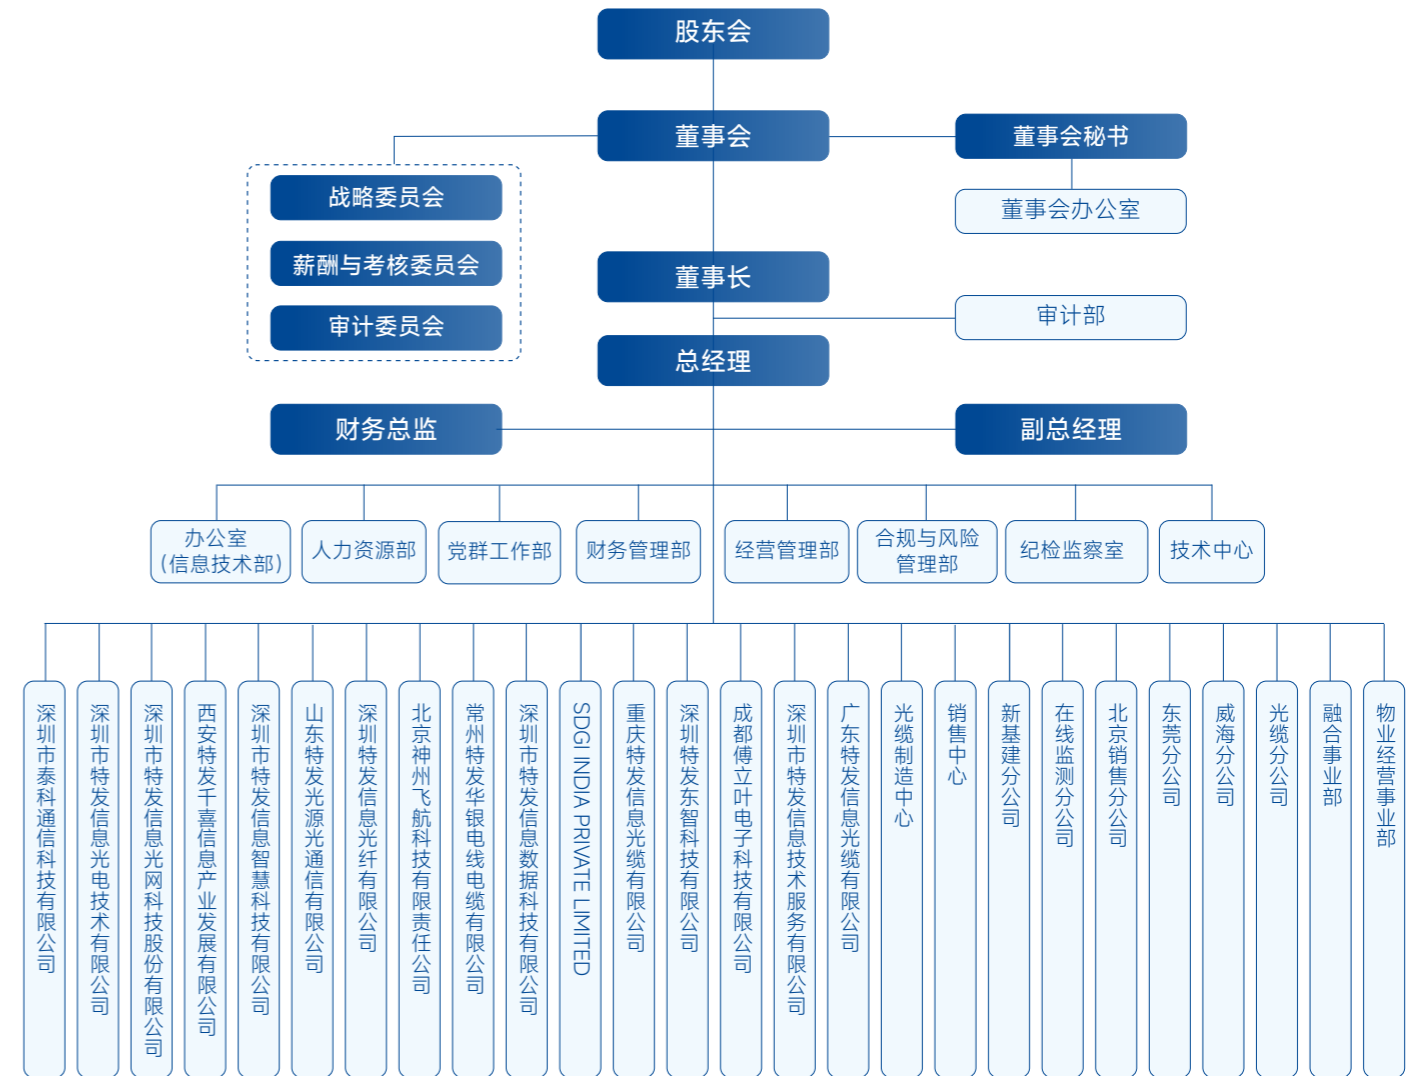 股东会
董事会
董事会秘书
董事会办公室
战略委员会
薪酬与考核委员会
审计委员会
董事长
审计部
总经理
财务总监
副总经理
办公室
(信息技术部)
人力资源部
党群工作部
财务管理部
经营管理部
合规与风险
管理部
纪检监察室
技术中心
深圳市泰科通信科技有限公司
深圳市特发信息光电技术有限公司
深圳市特发信息光网科技股份有限公司
西安特发千喜信息产业发展有限公司
深圳市特发信息智慧科技有限公司
山东特发光源光通信有限公司
深圳特发信息光纤有限公司
北京神州飞航科技有限责任公司
常州特发华银电线电缆有限公司
深圳市特发信息数据科技有限公司
SDGI INDIA PRIVATE LIMITED
重庆特发信息光缆有限公司
深圳特发东智科技有限公司
成都傅立叶电子科技有限公司
深圳市特发信息技术服务有限公司
广东特发信息光缆有限公司
光缆制造中心
销售中心
新基建分公司
在线监测分公司
北京销售分公司
东莞分公司
威海分公司
光缆分公司
融合事业部
物业经营事业部